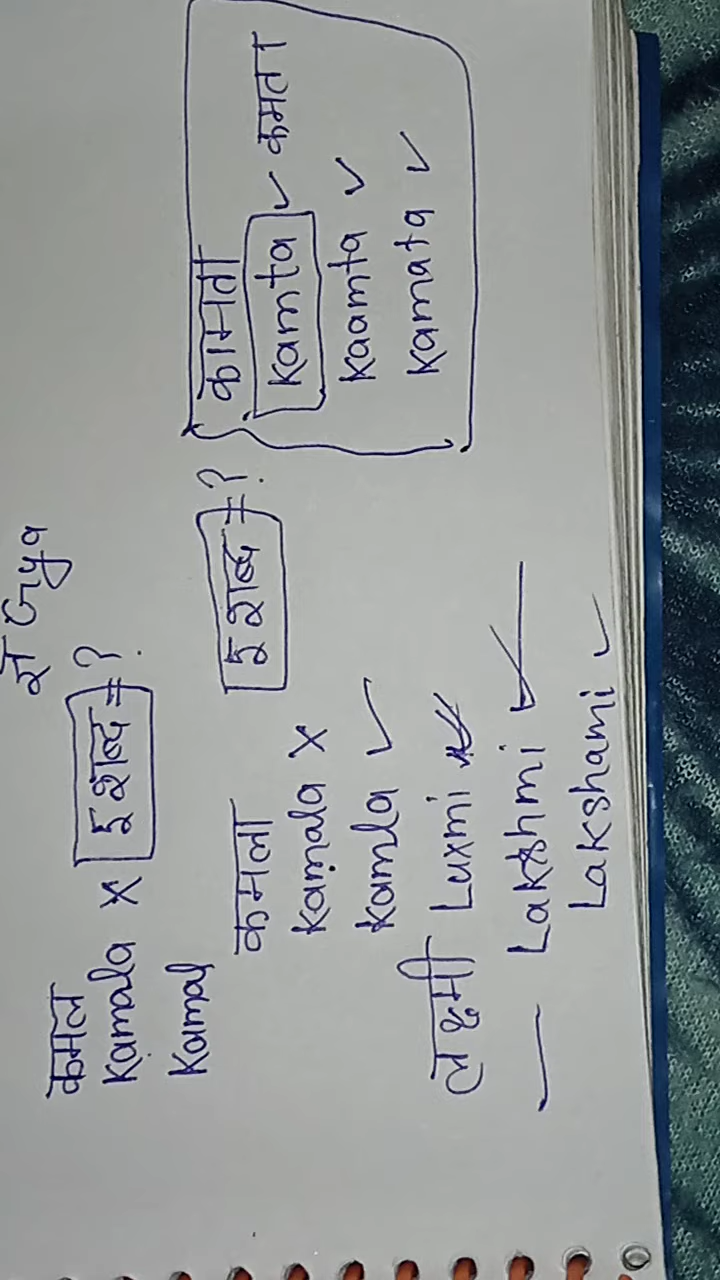 ज्ञ Gya
कमल
Kamala × 5 शब्द = ?
Kamal
कमला 5 शब्द = ?
Kamala ×
Kamla ✓
लक्ष्मी Luxmi ✓
— Lakshmi ✓
Lakshami ✓
कामता
Kamta ✓ कमता
Kaamta ✓
Kamata ✓